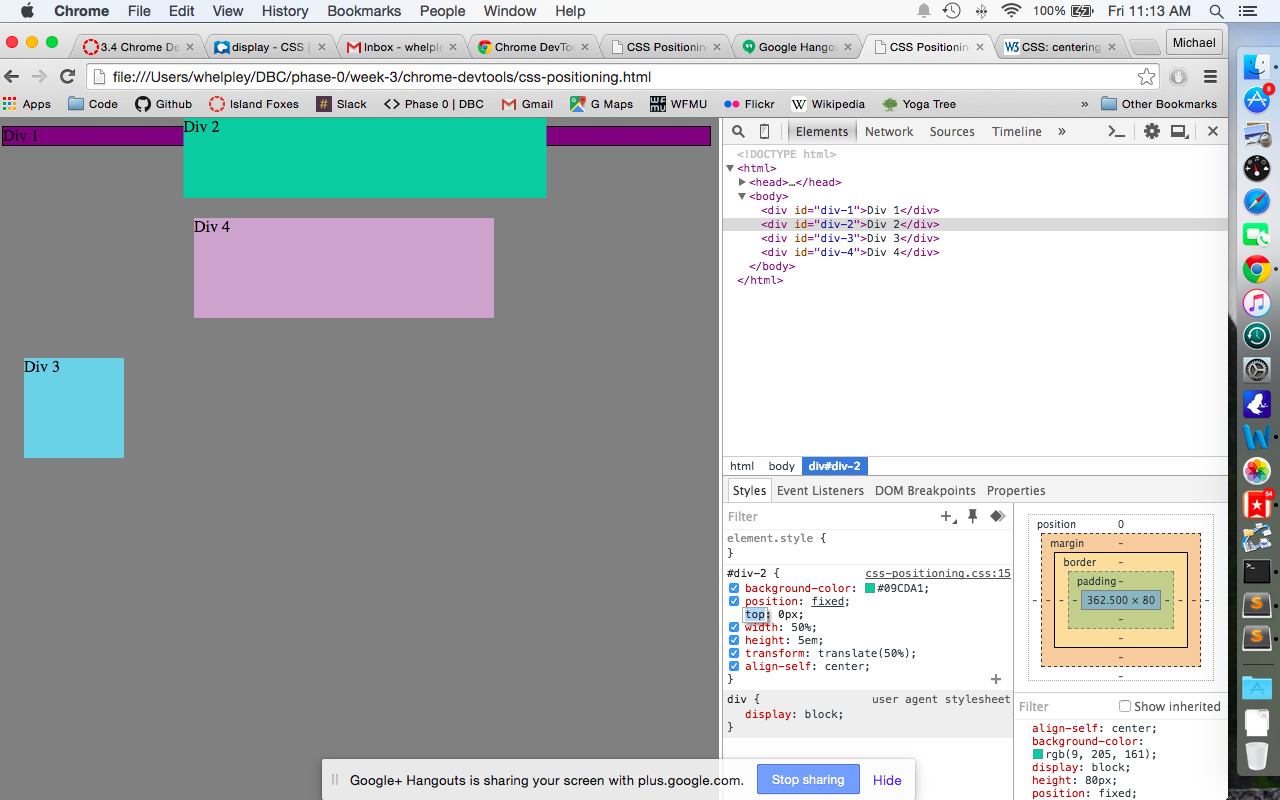 Chrome File Edit View History Bookmarks People Window Help 100% Fri 11:13 AM
3.4 Chrome De × display - CSS | × Inbox - whelple × Chrome DevToo × CSS Positionin × Google Hangou × CSS Positionin × W3 CSS: centering × Michael
file:///Users/whelpley/DBC/phase-0/week-3/chrome-devtools/css-positioning.html
Apps Code Github Island Foxes # Slack <> Phase 0 | DBC Gmail G Maps WFMU Flickr W Wikipedia Yoga Tree » Other Bookmarks
Div 1
Div 2
Div 4
Div 3
Elements Network Sources Timeline »
<!DOCTYPE html>
<html>
<head>…</head>
<body>
<div id="div-1">Div 1</div>
<div id="div-2">Div 2</div>
<div id="div-3">Div 3</div>
<div id="div-4">Div 4</div>
</body>
</html>
html body div#div-2
Styles Event Listeners DOM Breakpoints Properties
Filter
element.style {
}
#div-2 { css-positioning.css:15
background-color: #09CDA1;
position: fixed;
top: 0px;
width: 50%;
height: 5em;
transform: translate(50%);
align-self: center;
}
div { user agent stylesheet
display: block;
}
position 0
margin -
border -
padding -
362.500 × 80
Filter Show inherited
align-self: center;
background-color:
rgb(9, 205, 161);
display: block;
height: 80px;
position: fixed;
Google+ Hangouts is sharing your screen with plus.google.com. Stop sharing Hide
8
54